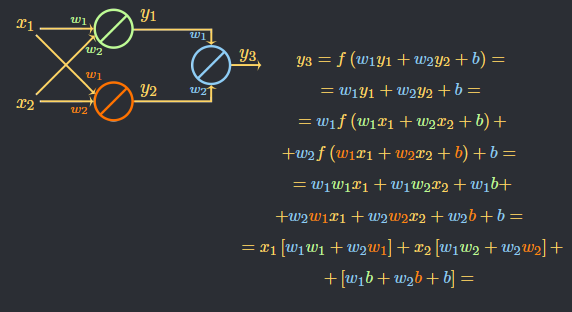 x₁ w₁ y₁
w₂ w₁ y₃
w₁
x₂ w₂ y₂ w₂
y₃ = f (w₁y₁ + w₂y₂ + b) =
= w₁y₁ + w₂y₂ + b =
= w₁f (w₁x₁ + w₂x₂ + b) +
+w₂f (w₁x₁ + w₂x₂ + b) + b =
= w₁w₁x₁ + w₁w₂x₂ + w₁b+
+w₂w₁x₁ + w₂w₂x₂ + w₂b + b =
= x₁ [w₁w₁ + w₂w₁] + x₂ [w₁w₂ + w₂w₂] +
+ [w₁b + w₂b + b] =